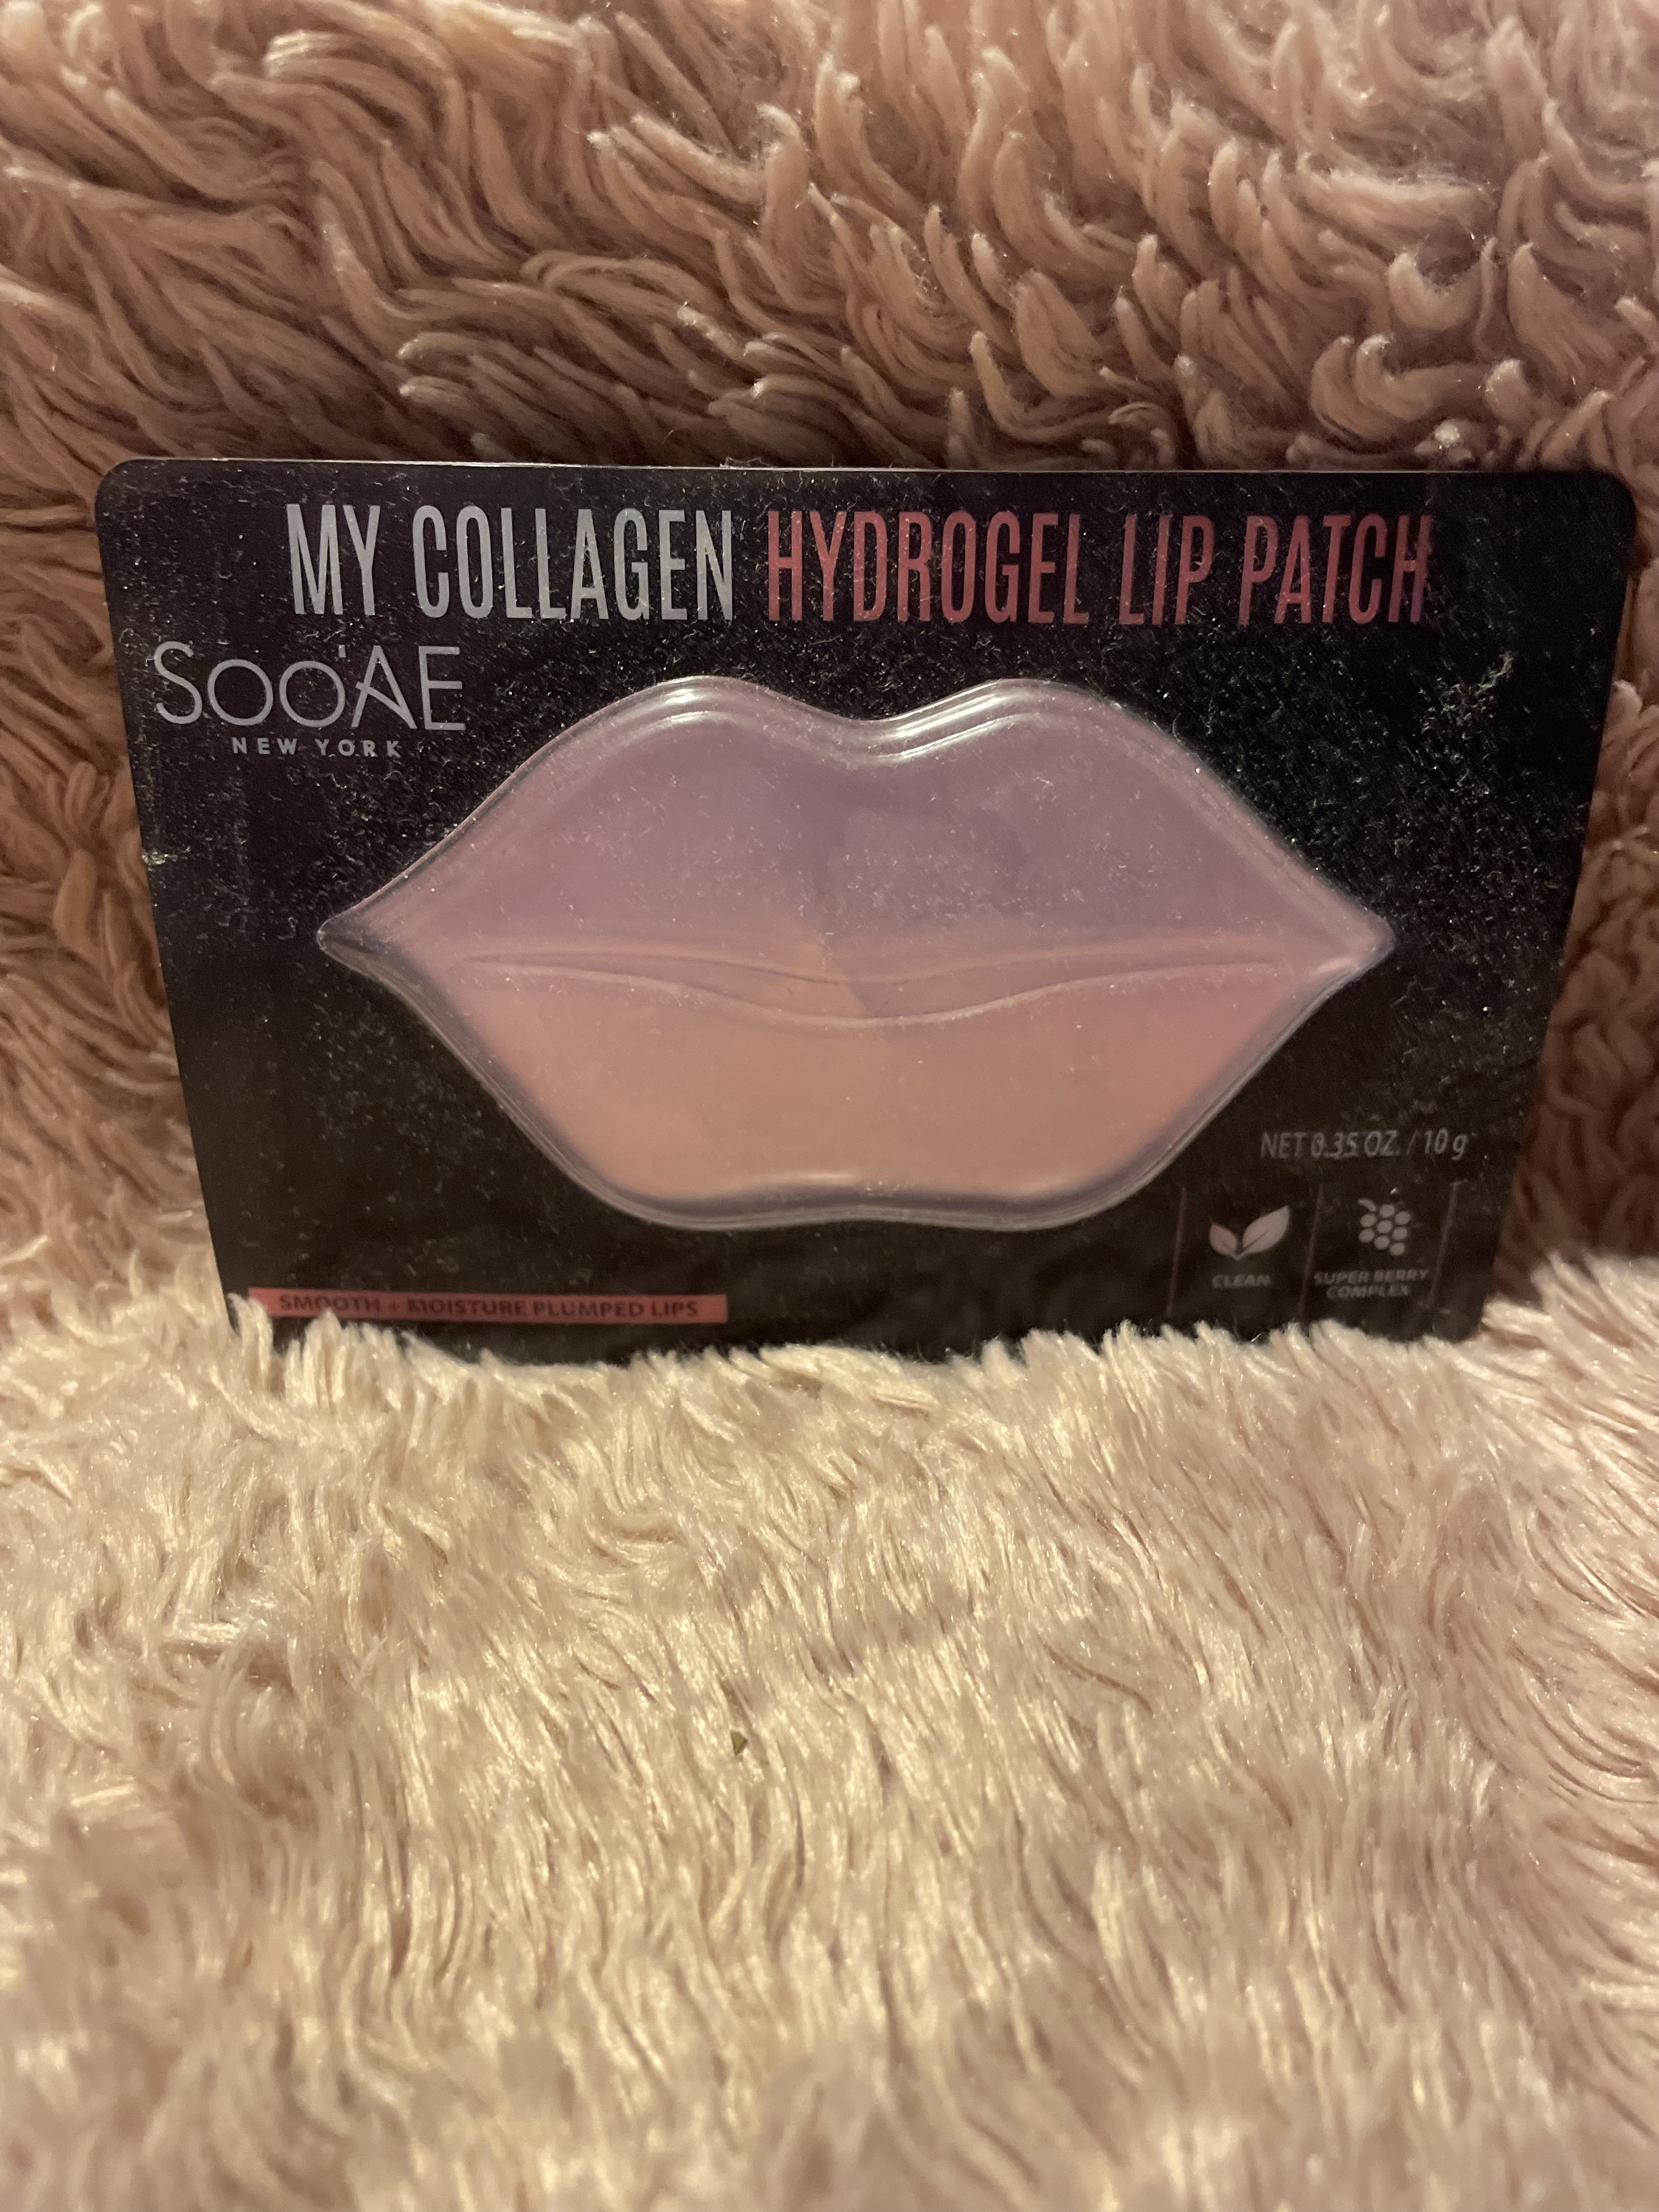 MY COLLAGEN HYDROGEL LIP PATCH
Soo'AE
NEW YORK
NET 0.35 OZ. / 10 g
CLEAN
SUPER BERRY
COMPLEX
SMOOTH + MOISTURE PLUMPED LIPS